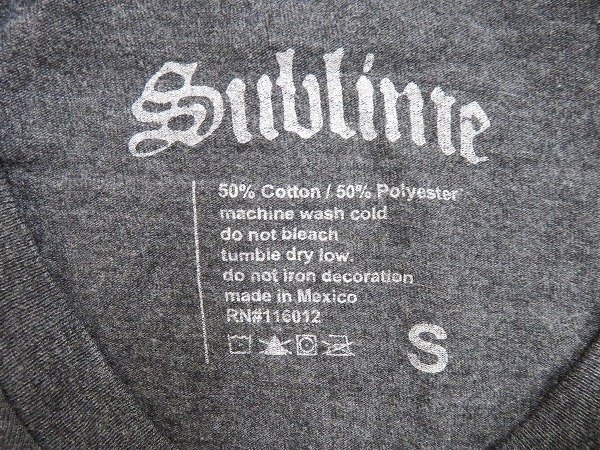 Sublime
50% Cotton / 50% Polyester
machine wash cold
do not bleach
tumble dry low.
do not iron decoration
made in Mexico
RN#116012
S